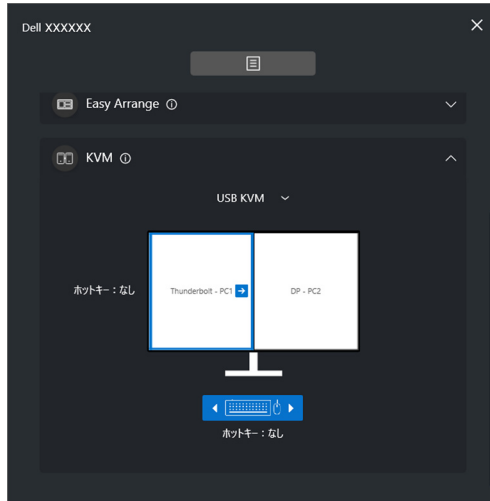 Dell XXXXXX
Easy Arrange
KVM
USB KVM
ホットキー：なし
Thunderbolt - PC1
DP - PC2
ホットキー：なし